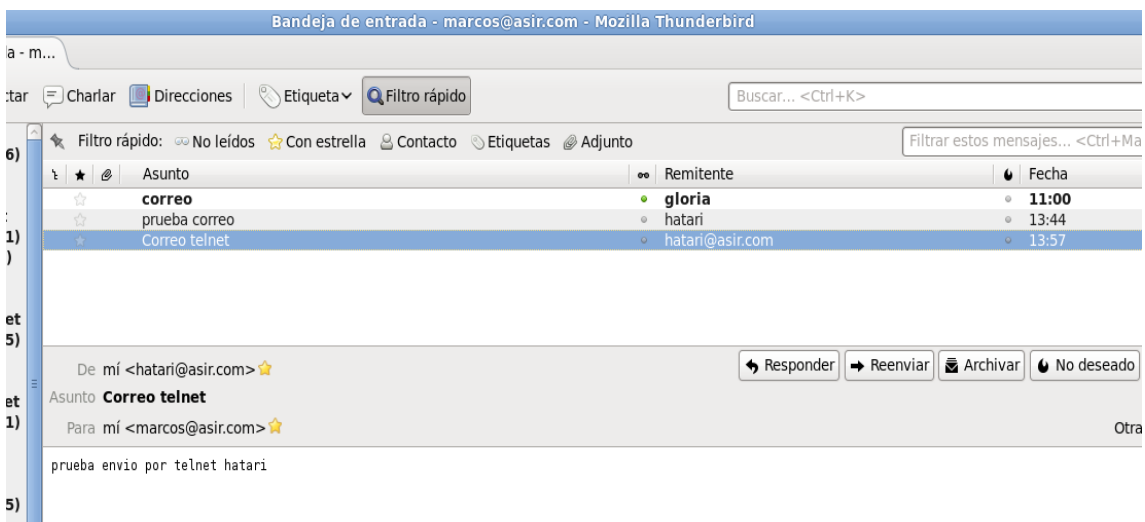 Bandeja de entrada - marcos@asir.com - Mozilla Thunderbird
a - m...
ctar Charlar Direcciones Etiqueta Filtro rápido Buscar... <Ctrl+K>
6) Filtro rápido: No leídos Con estrella Contacto Etiquetas Adjunto Filtrar estos mensajes... <Ctrl+Ma
Asunto Remitente Fecha
correo gloria 11:00
prueba correo hatari 13:44
1) Correo telnet hatari@asir.com 13:57
)
et
5)
De mí <hatari@asir.com> Responder Reenviar Archivar No deseado
et Asunto Correo telnet
1) Para mí <marcos@asir.com> Otra
prueba envio por telnet hatari
5)